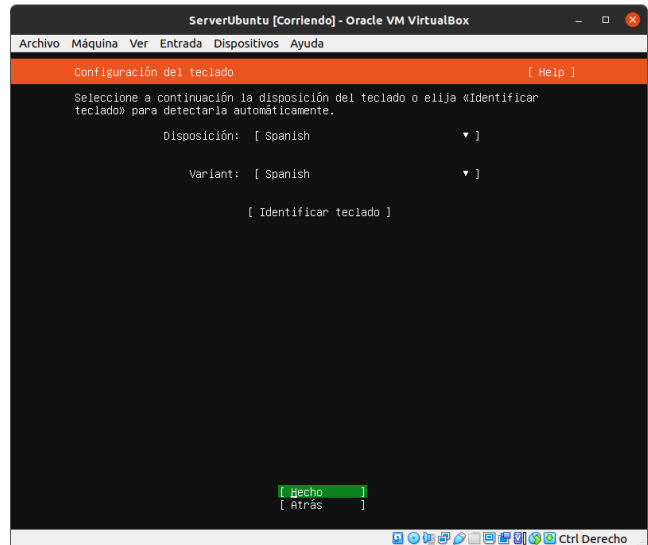 ServerUbuntu [Corriendo] - Oracle VM VirtualBox
Archivo Máquina Ver Entrada Dispositivos Ayuda
Configuración del teclado [ Help ]
Seleccione a continuación la disposición del teclado o elija «Identificar
teclado» para detectarla automáticamente.
Disposición: [ Spanish ▾ ]
Variant: [ Spanish ▾ ]
[ Identificar teclado ]
[ Hecho ]
[ Atrás ]
Ctrl Derecho